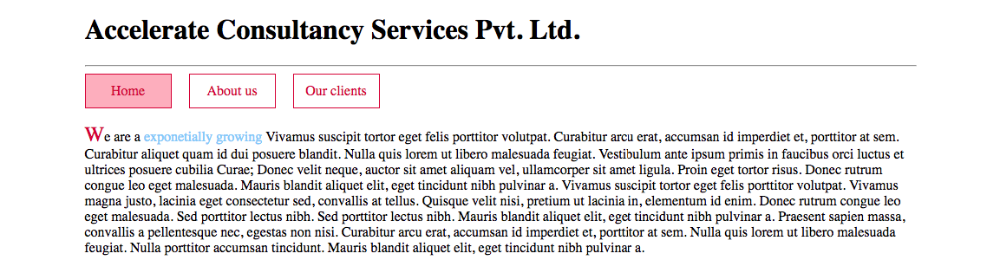 Accelerate Consultancy Services Pvt. Ltd.
Home About us Our clients
We are a exponetially growing Vivamus suscipit tortor eget felis porttitor volutpat. Curabitur arcu erat, accumsan id imperdiet et, porttitor at sem.
Curabitur aliquet quam id dui posuere blandit. Nulla quis lorem ut libero malesuada feugiat. Vestibulum ante ipsum primis in faucibus orci luctus et
ultrices posuere cubilia Curae; Donec velit neque, auctor sit amet aliquam vel, ullamcorper sit amet ligula. Proin eget tortor risus. Donec rutrum
congue leo eget malesuada. Mauris blandit aliquet elit, eget tincidunt nibh pulvinar a. Vivamus suscipit tortor eget felis porttitor volutpat. Vivamus
magna justo, lacinia eget consectetur sed, convallis at tellus. Quisque velit nisi, pretium ut lacinia in, elementum id enim. Donec rutrum congue leo
eget malesuada. Sed porttitor lectus nibh. Sed porttitor lectus nibh. Mauris blandit aliquet elit, eget tincidunt nibh pulvinar a. Praesent sapien massa,
convallis a pellentesque nec, egestas non nisi. Curabitur arcu erat, accumsan id imperdiet et, porttitor at sem. Nulla quis lorem ut libero malesuada
feugiat. Nulla porttitor accumsan tincidunt. Mauris blandit aliquet elit, eget tincidunt nibh pulvinar a.